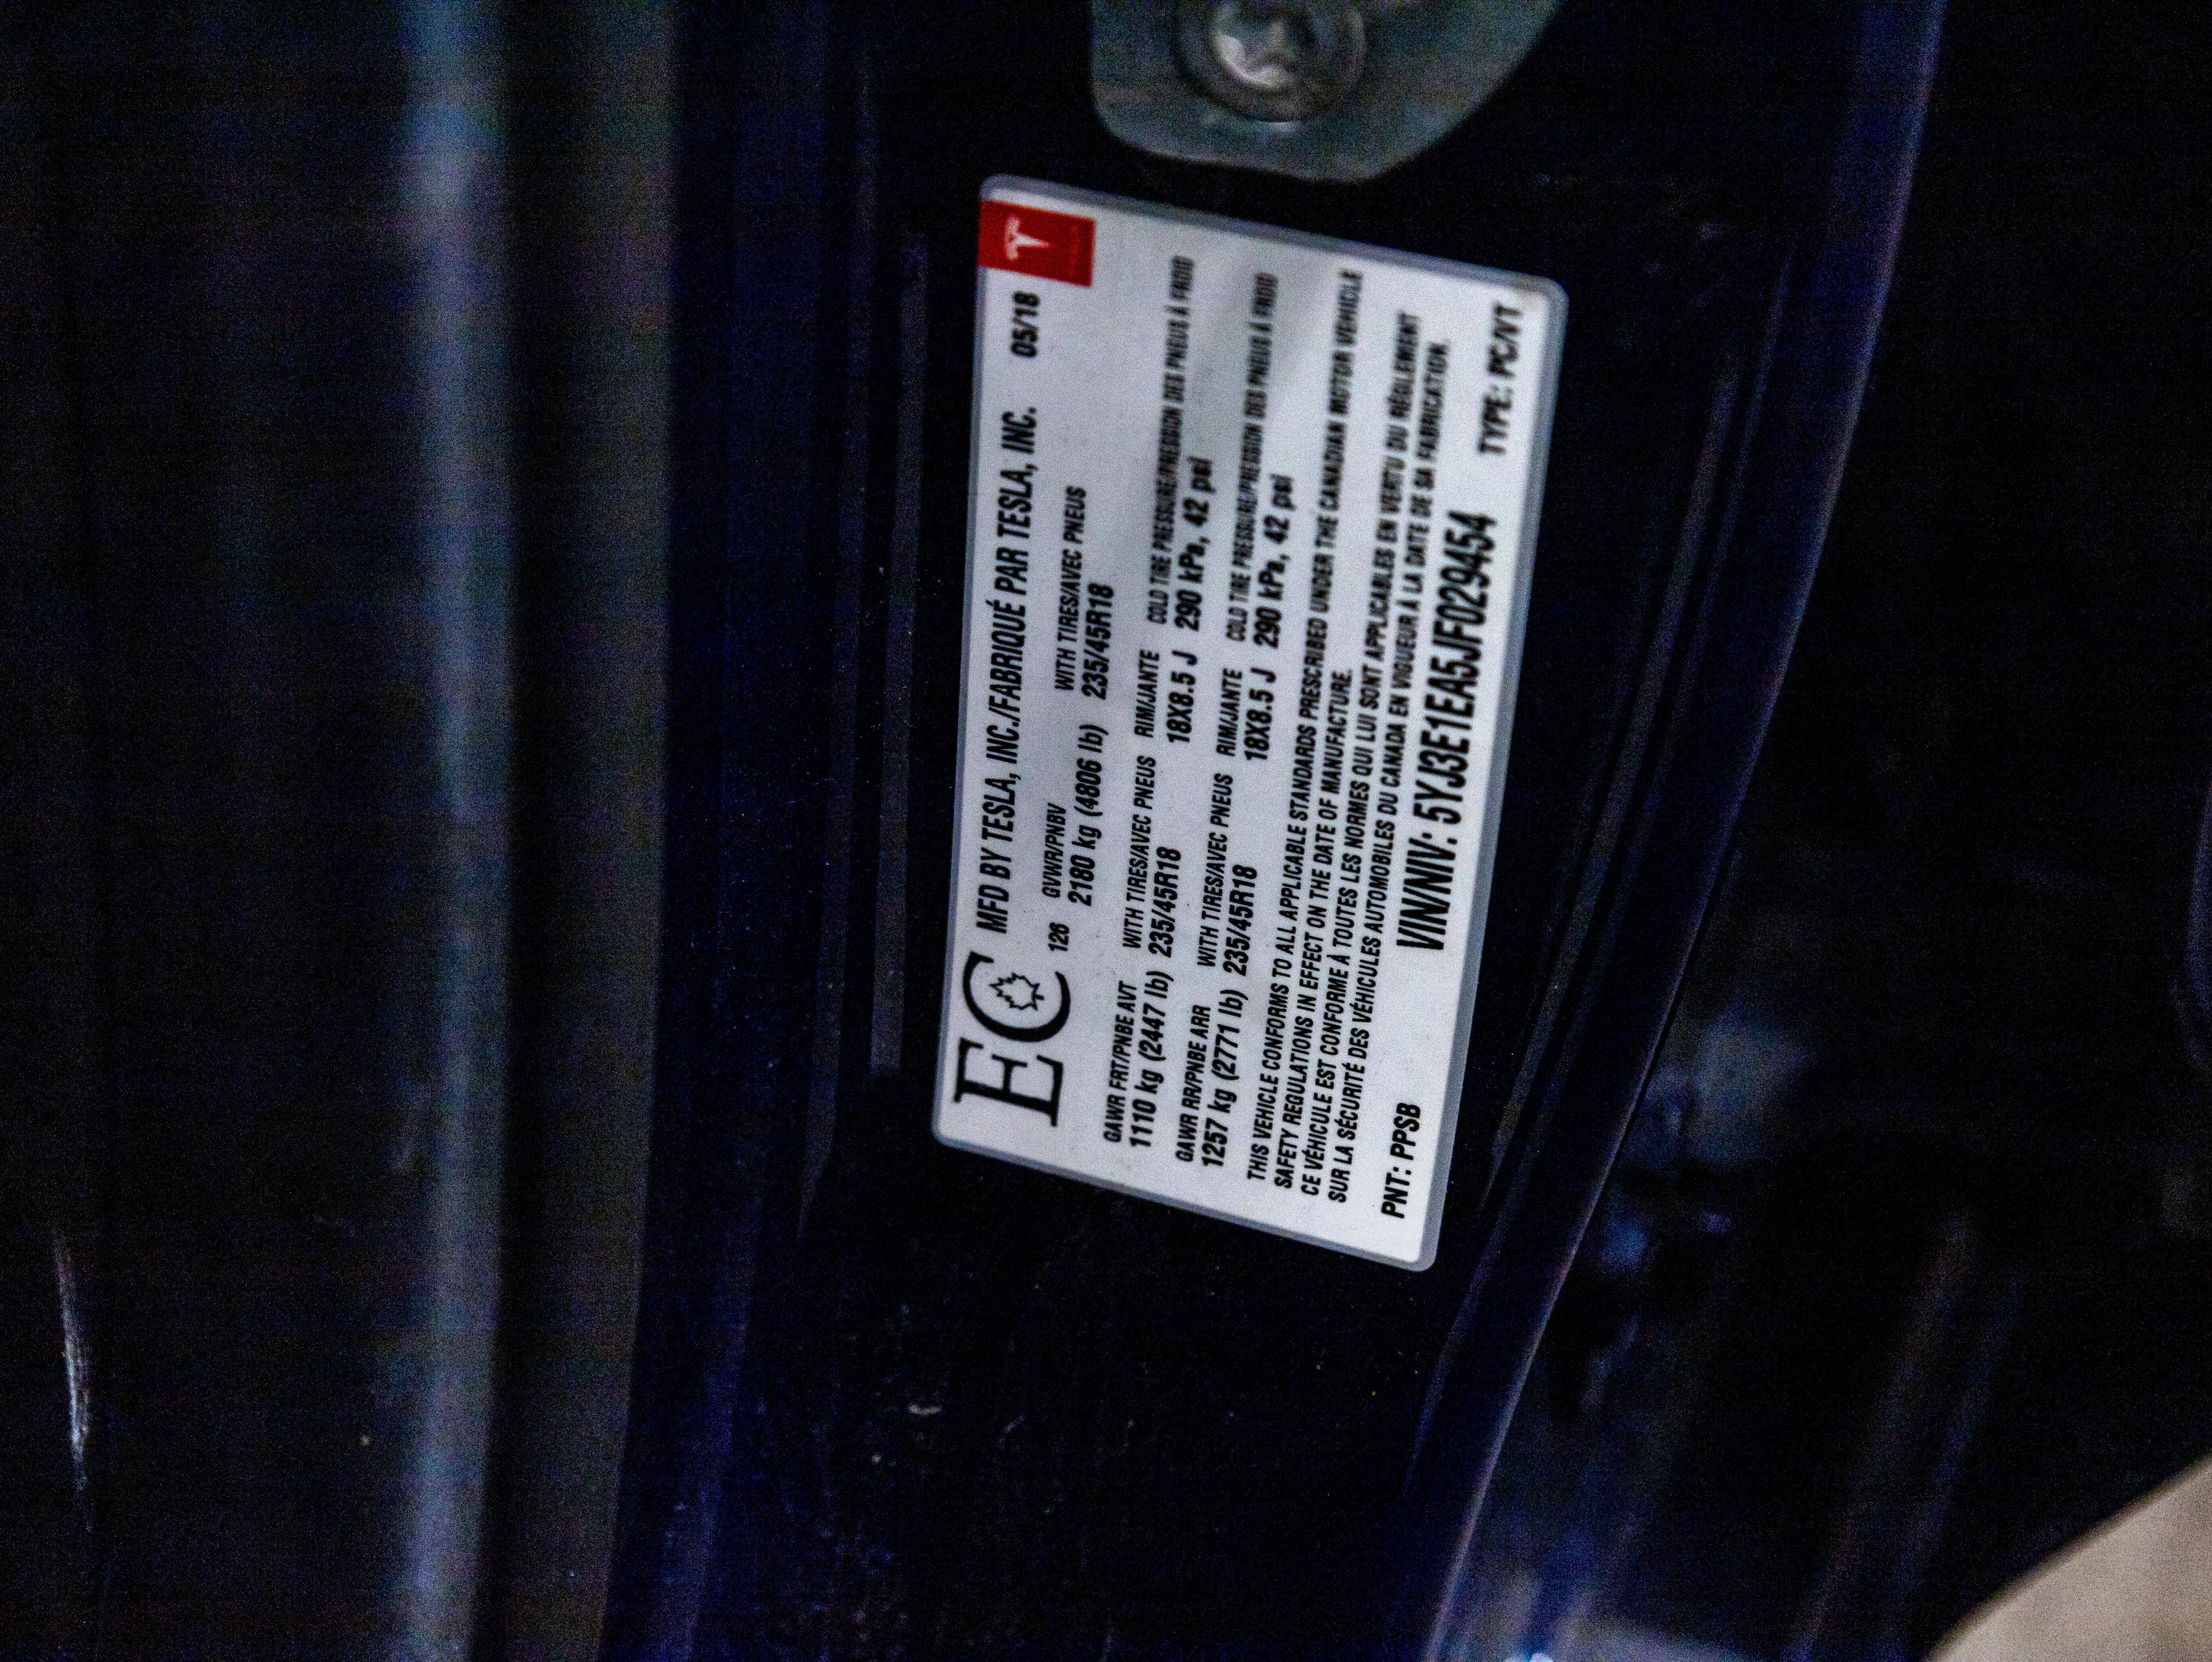 EC MFD BY TESLA, INC./FABRIQUÉ PAR TESLA, INC. 05/18
126 GVWR/PNBV WITH TIRES/AVEC PNEUS
2180 kg (4806 lb) 235/45R18
GAWR FRT/PNBE AVT WITH TIRES/AVEC PNEUS RIM/JANTE COLD TIRE PRESSURE/PRESSION DES PNEUS À FROID
1110 kg (2447 lb) 235/45R18 18X8.5 J 290 kPa, 42 psi
GAWR RR/PNBE ARR WITH TIRES/AVEC PNEUS RIM/JANTE COLD TIRE PRESSURE/PRESSION DES PNEUS À FROID
1257 kg (2771 lb) 235/45R18 18X8.5 J 290 kPa, 42 psi
THIS VEHICLE CONFORMS TO ALL APPLICABLE STANDARDS PRESCRIBED UNDER THE CANADIAN MOTOR VEHICLE
SAFETY REGULATIONS IN EFFECT ON THE DATE OF MANUFACTURE.
CE VÉHICULE EST CONFORME À TOUTES LES NORMES QUI LUI SONT APPLICABLES EN VERTU DU RÈGLEMENT
SUR LA SÉCURITÉ DES VÉHICULES AUTOMOBILES DU CANADA EN VIGUEUR À LA DATE DE SA FABRICATION.
PNT: PPSB VIN/NIV: 5YJ3E1EA5JF029454 TYPE: PC/VT